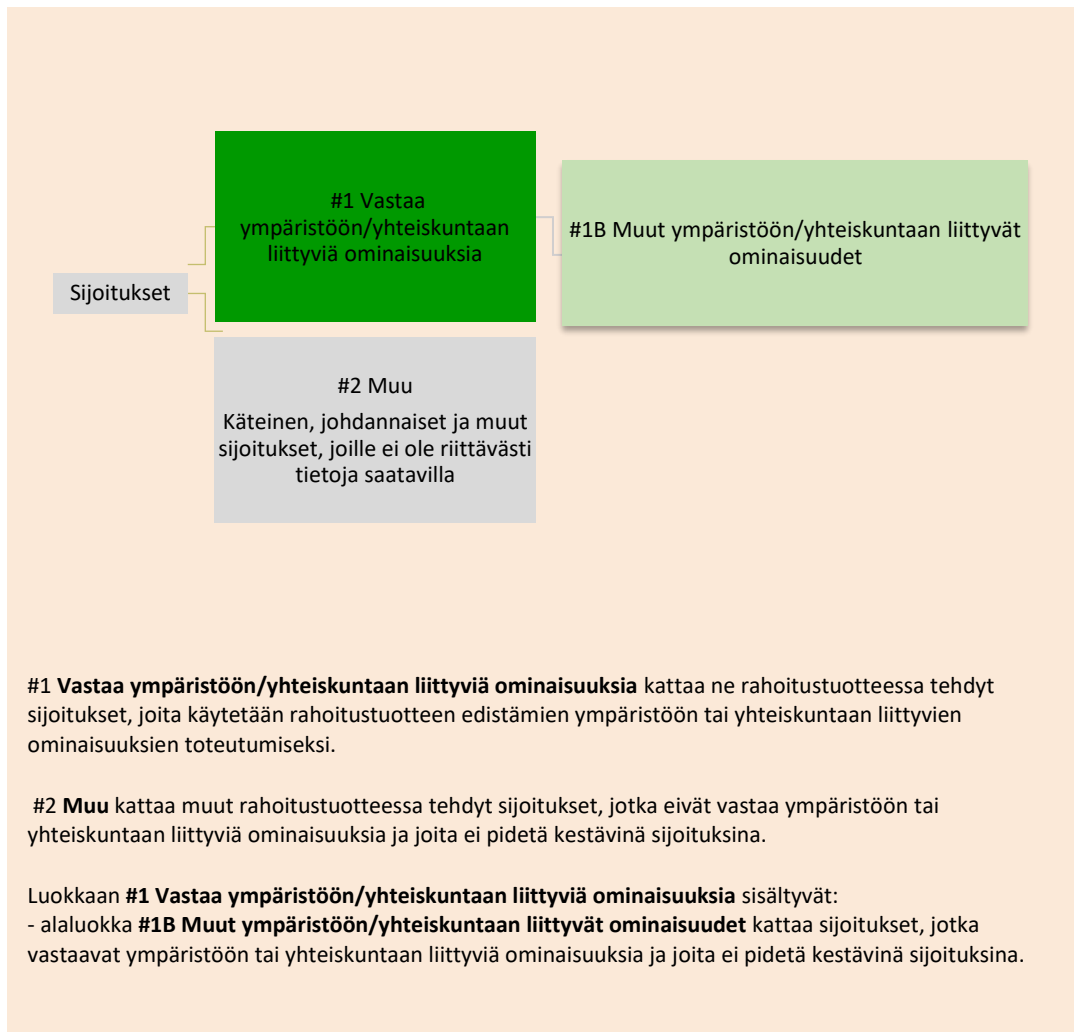 #1 Vastaa
ympäristöön/yhteiskuntaan
liittyviä ominaisuuksia
#1B Muut ympäristöön/yhteiskuntaan liittyvät
ominaisuudet
Sijoitukset
#2 Muu
Käteinen, johdannaiset ja muut
sijoitukset, joille ei ole riittävästi
tietoja saatavilla
#1 Vastaa ympäristöön/yhteiskuntaan liittyviä ominaisuuksia kattaa ne rahoitustuotteessa tehdyt
sijoitukset, joita käytetään rahoitustuotteen edistämien ympäristöön tai yhteiskuntaan liittyvien
ominaisuuksien toteutumiseksi.
#2 Muu kattaa muut rahoitustuotteessa tehdyt sijoitukset, jotka eivät vastaa ympäristöön tai
yhteiskuntaan liittyviä ominaisuuksia ja joita ei pidetä kestävinä sijoituksina.
Luokkaan #1 Vastaa ympäristöön/yhteiskuntaan liittyviä ominaisuuksia sisältyvät:
- alaluokka #1B Muut ympäristöön/yhteiskuntaan liittyvät ominaisuudet kattaa sijoitukset, jotka
vastaavat ympäristöön tai yhteiskuntaan liittyviä ominaisuuksia ja joita ei pidetä kestävinä sijoituksina.